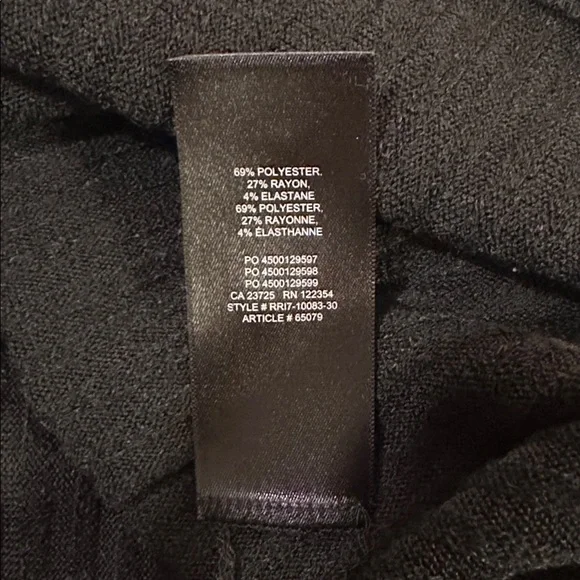 69% POLYESTER,
27% RAYON,
4% ELASTANE
69% POLYESTER,
27% RAYONNE,
4% ÉLASTHANNE
PO 4500129597
PO 4500129598
PO 4500129599
CA 23725 RN 122354
STYLE # RRI7-10083-30
ARTICLE # 65079